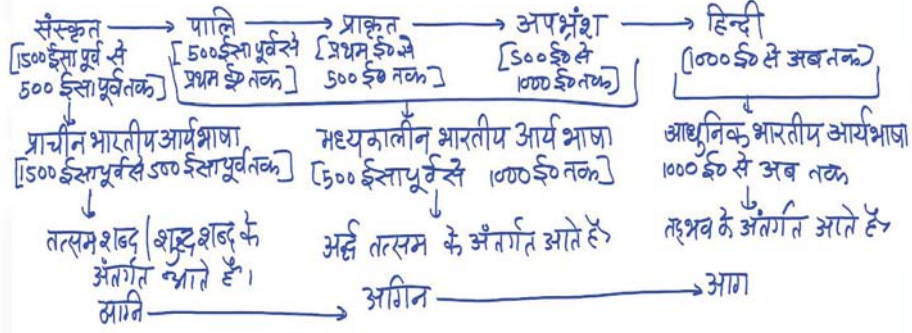 संस्कृत → पालि → प्राकृत → अपभ्रंश → हिन्दी
[1500 ईसा पूर्व से [500 ईसा पूर्व से [प्रथम ई० से [500 ई० से [1000 ई० से अब तक]
500 ईसा पूर्व तक] प्रथम ई० तक] 500 ई० तक] 1000 ई० तक]
प्राचीन भारतीय आर्यभाषा मध्यकालीन भारतीय आर्य भाषा आधुनिक भारतीय आर्यभाषा
[1500 ईसापूर्व से 500 ईसापूर्व तक] [500 ईसापूर्व से 1000 ई० तक] 1000 ई० से अब तक
तत्सम शब्द | शुद्ध शब्द के अर्द्ध तत्सम के अंतर्गत आते हैं तद्भव के अंतर्गत आते हैं
अंतर्गत आते हैं।
→ अगिन → आग